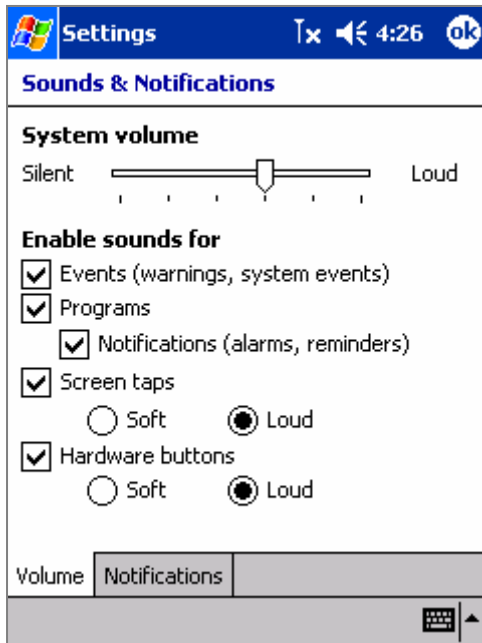 Settings 4:26 ok
Sounds & Notifications
System volume
Silent Loud
Enable sounds for
Events (warnings, system events)
Programs
Notifications (alarms, reminders)
Screen taps
Soft Loud
Hardware buttons
Soft Loud
Volume Notifications